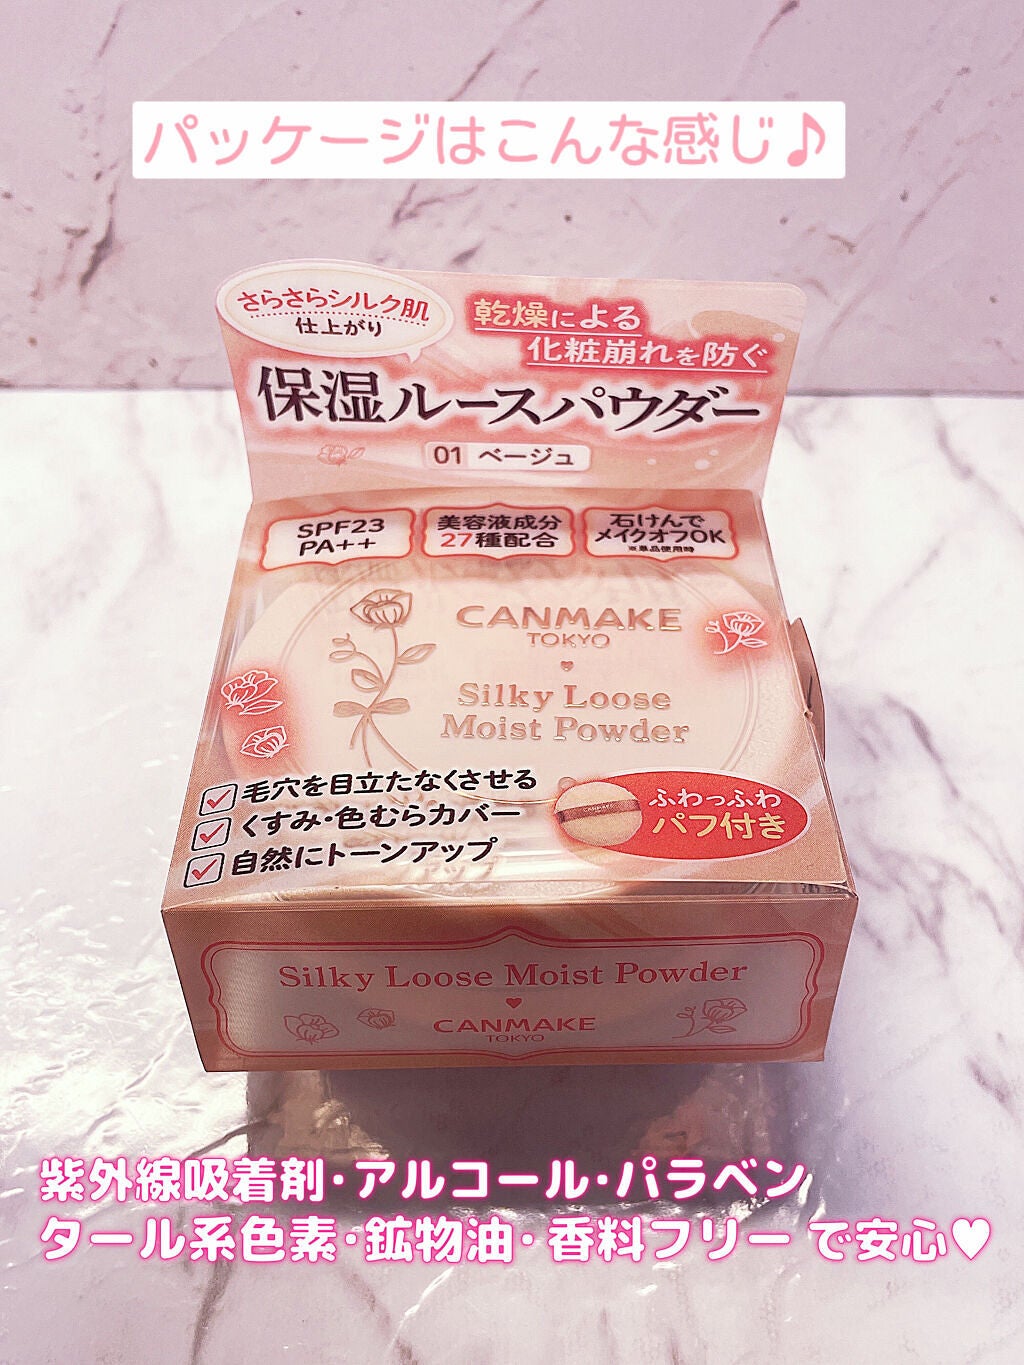 パッケージはこんな感じ♪
さらさらシルク肌
仕上がり
乾燥による
化粧崩れを防ぐ
保湿ルースパウダー
01 ベージュ
SPF23
PA++
美容液成分
27種配合
石けんで
メイクオフOK
※単品使用時
CANMAKE
TOKYO
Silky Loose
Moist Powder
毛穴を目立たなくさせる
くすみ・色むらカバー
自然にトーンアップ
CANMAKE
ふわっふわ
パフ付き
Silky Loose Moist Powder
CANMAKE
TOKYO
紫外線吸着剤・アルコール・パラベン
タール系色素・鉱物油・香料フリーで安心♥